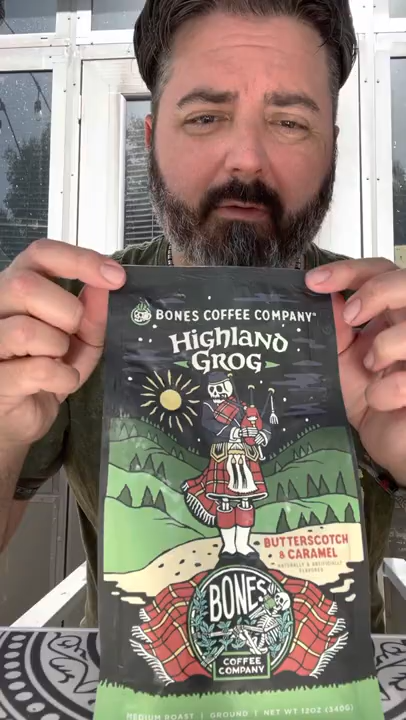 BONES COFFEE COMPANY
Highland
GROG
BUTTERSCOTCH
& CARAMEL
NATURALLY & ARTIFICIALLY
FLAVORED
BONES
COFFEE
COMPANY
MEDIUM ROAST | GROUND | NET WT 12OZ (340G)